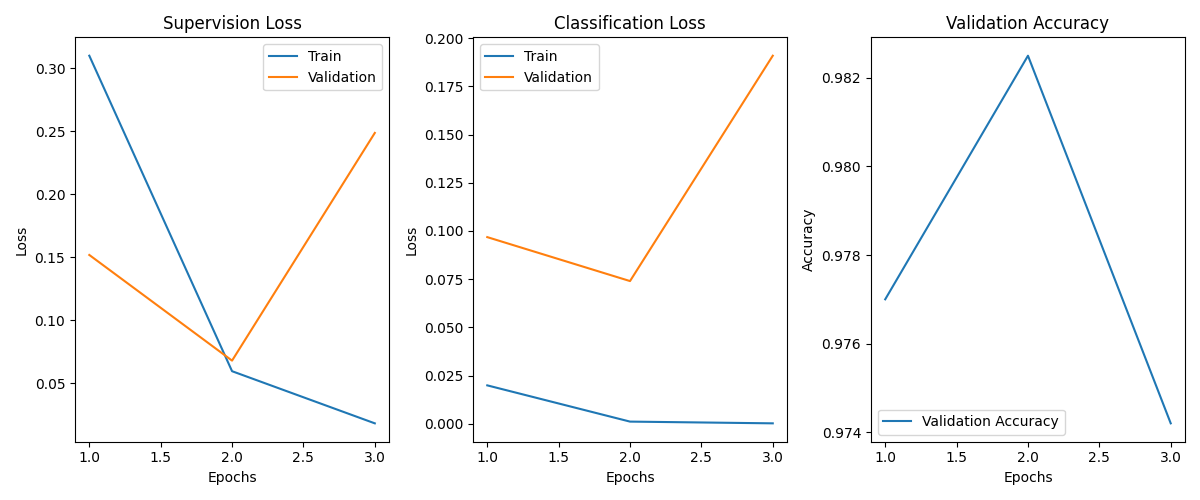 Supervision Loss
Train
Validation
0.30
0.25
0.20
0.15
0.10
0.05
Loss
1.0 1.5 2.0 2.5 3.0
Epochs
Classification Loss
Train
Validation
0.200
0.175
0.150
0.125
0.100
0.075
0.050
0.025
0.000
Loss
1.0 1.5 2.0 2.5 3.0
Epochs
Validation Accuracy
0.982
0.980
0.978
0.976
0.974
Accuracy
Validation Accuracy
1.0 1.5 2.0 2.5 3.0
Epochs